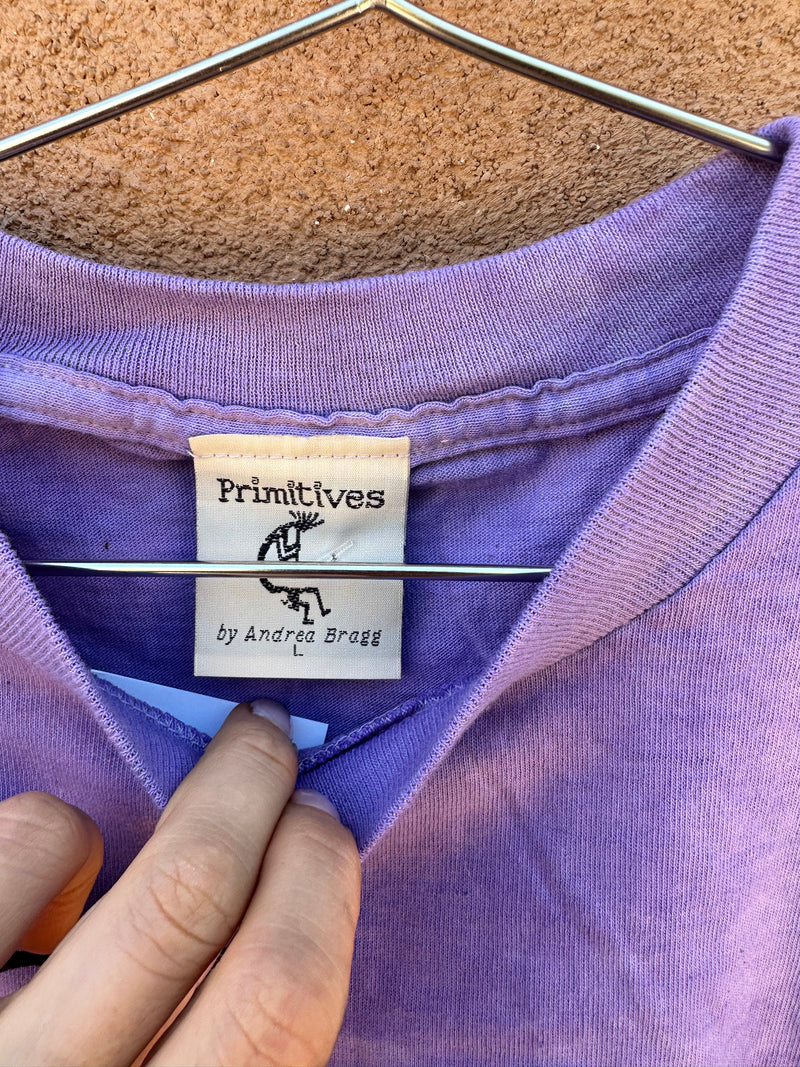 Primitives
by Andrea Bragg
L